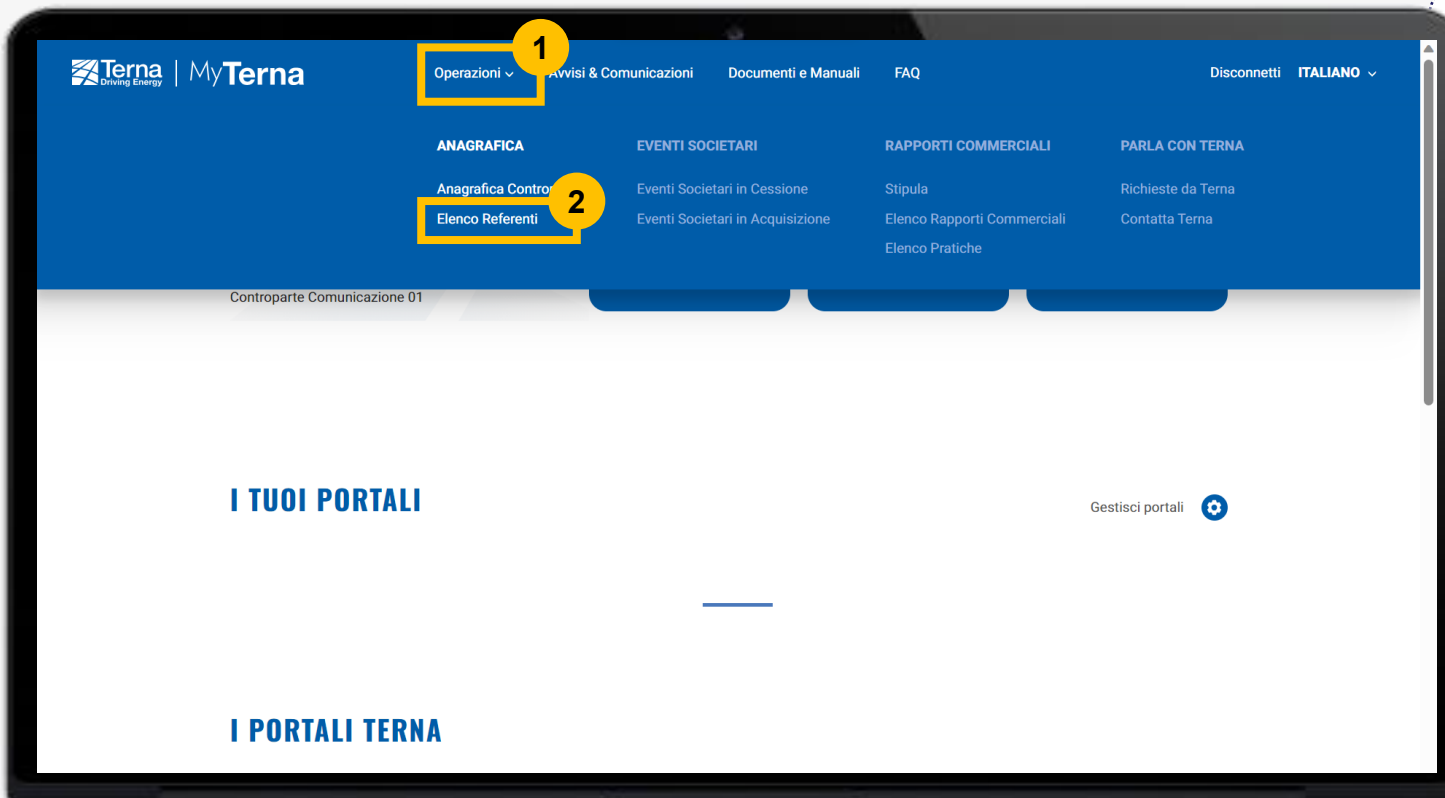 Terna
Driving Energy
MyTerna
Operazioni
1
Avvisi & Comunicazioni
Documenti e Manuali
FAQ
Disconnetti
ITALIANO
ANAGRAFICA
Anagrafica
Elenco Referenti
2
EVENTI SOCIETARI
Eventi Societari in Cessione
Eventi Societari in Acquisizione
RAPPORTI COMMERCIALI
Stipula
Elenco Rapporti Commerciali
Elenco Pratiche
PARLA CON TERNA
Richieste da Terna
Contatta Terna
Controparte Comunicazione 01
I TUOI PORTALI
Gestisci portali
I PORTALI TERNA